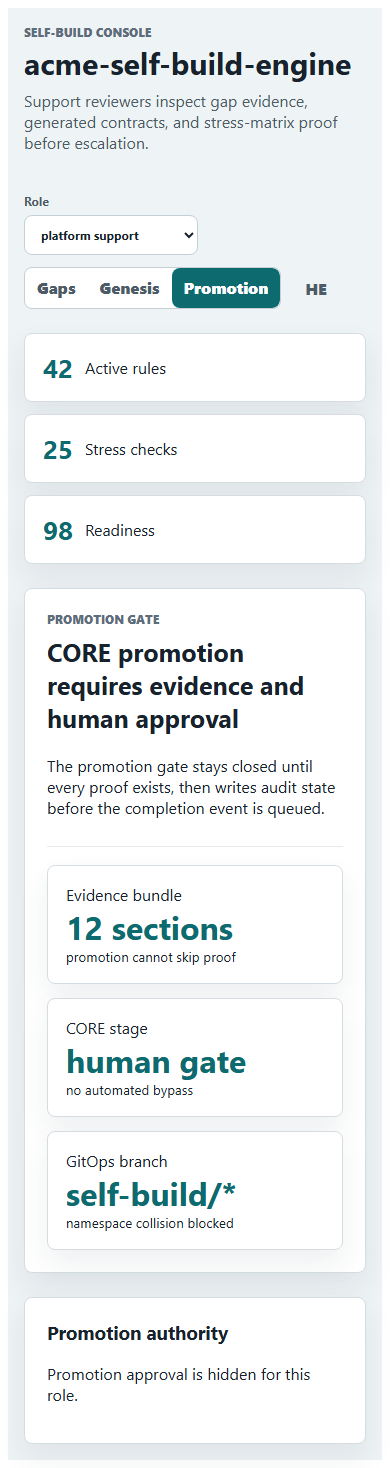 SELF-BUILD CONSOLE
acme-self-build-engine
Support reviewers inspect gap evidence,
generated contracts, and stress-matrix proof
before escalation.
Role
platform support
Gaps Genesis Promotion HE
42 Active rules
25 Stress checks
98 Readiness
PROMOTION GATE
CORE promotion
requires evidence and
human approval
The promotion gate stays closed until
every proof exists, then writes audit state
before the completion event is queued.
Evidence bundle
12 sections
promotion cannot skip proof
CORE stage
human gate
no automated bypass
GitOps branch
self-build/*
namespace collision blocked
Promotion authority
Promotion approval is hidden for this
role.